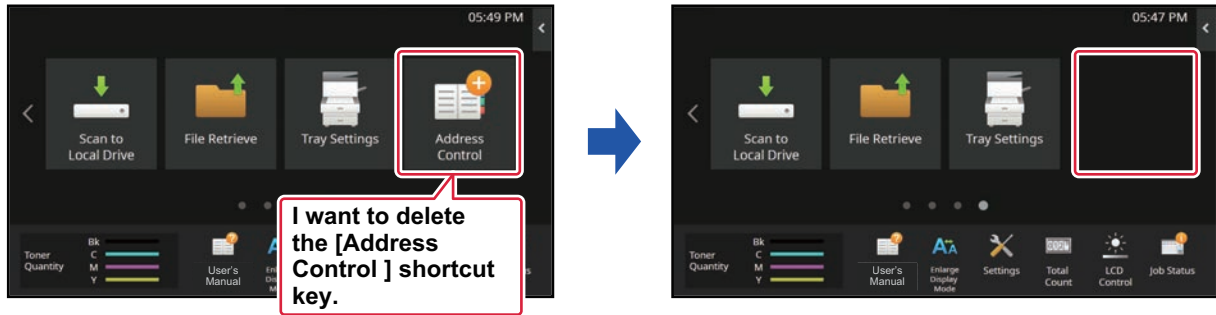 05:49 PM
Scan to
Local Drive
File Retrieve
Tray Settings
Address
Control
I want to delete
the [Address
Control ] shortcut
key.
Toner
Quantity
Bk
C
M
Y
User's
Manual
05:47 PM
Scan to
Local Drive
File Retrieve
Tray Settings
Toner
Quantity
Bk
C
M
Y
User's
Manual
Enlarge
Display
Mode
Settings
Total
Count
LCD
Control
Job Status